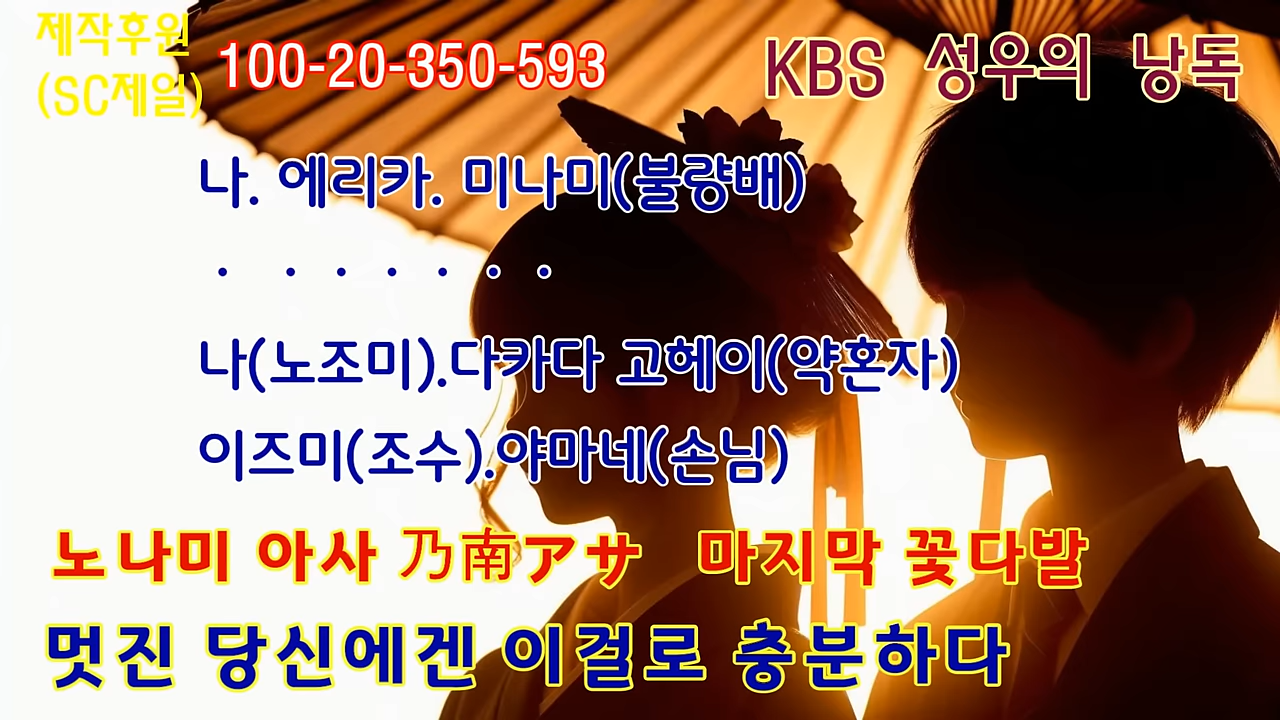 제작후원
(SC제일)
100-20-350-593
KBS 성우의 낭독
나. 에리카. 미나미(불량배)
· · · · · · ·
나(노조미).다카다 고헤이(약혼자)
이즈미(조수).야마네(손님)
노나미 아사 乃南アサ 마지막 꽃다발
멋진 당신에겐 이걸로 충분하다